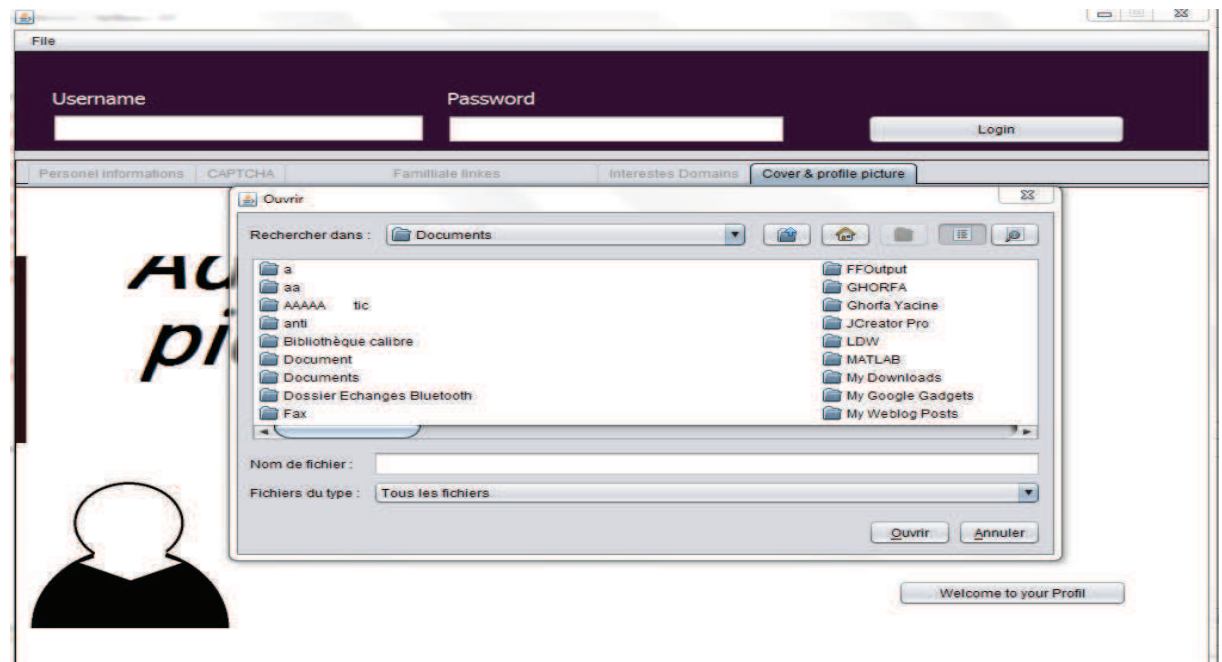 File
Username Password
Login
Personel informations CAPTCHA Familliate linkes Interestes Domains Cover & profile picture
Ouvrir
Rechercher dans : Documents
a FFOutput
aa GHORFA
AAAAA tic Ghorfa Yacine
anti JCreator Pro
Bibliothèque calibre LDW
Document MATLAB
Documents My Downloads
Dossier Echanges Bluetooth My Google Gadgets
Fax My Weblog Posts
Nom de fichier :
Fichiers du type : Tous les fichiers
Ouvrir Annuler
Welcome to your Profil